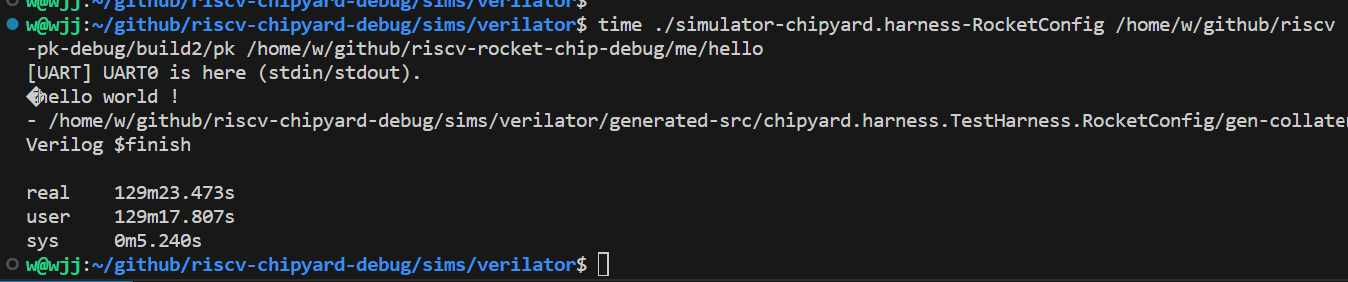 w@wjj:~/github/riscv-chipyard-debug/sims/verilator$
w@wjj:~/github/riscv-chipyard-debug/sims/verilator$ time ./simulator-chipyard.harness-RocketConfig /home/w/github/riscv
-pk-debug/build2/pk /home/w/github/riscv-rocket-chip-debug/me/hello
[UART] UART0 is here (stdin/stdout).
�hello world !
- /home/w/github/riscv-chipyard-debug/sims/verilator/generated-src/chipyard.harness.TestHarness.RocketConfig/gen-collate
Verilog $finish
real 129m23.473s
user 129m17.807s
sys 0m5.240s
w@wjj:~/github/riscv-chipyard-debug/sims/verilator$